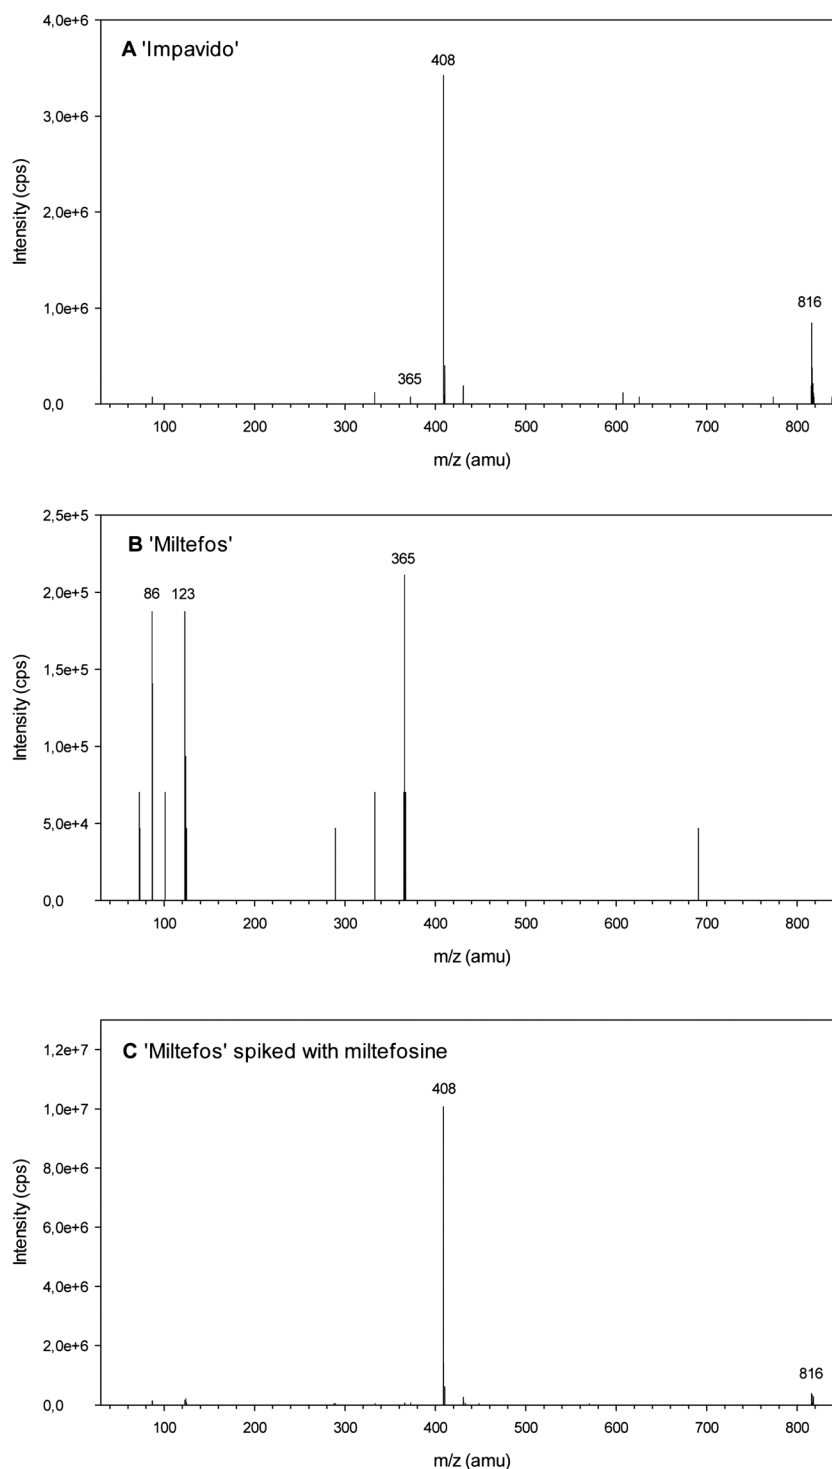 4,0e+6
A 'Impavido'
408
3,0e+6
Intensity (cps)
2,0e+6
1,0e+6
816
365
0,0
100 200 300 400 500 600 700 800
m/z (amu)
2,5e+5
B 'Miltefos'
365
2,0e+5
86 123
1,5e+5
Intensity (cps)
1,0e+5
5,0e+4
0,0
100 200 300 400 500 600 700 800
m/z (amu)
1,2e+7
C 'Miltefos' spiked with miltefosine
408
1,0e+7
8,0e+6
Intensity (cps)
6,0e+6
4,0e+6
2,0e+6
816
0,0
100 200 300 400 500 600 700 800
m/z (amu)